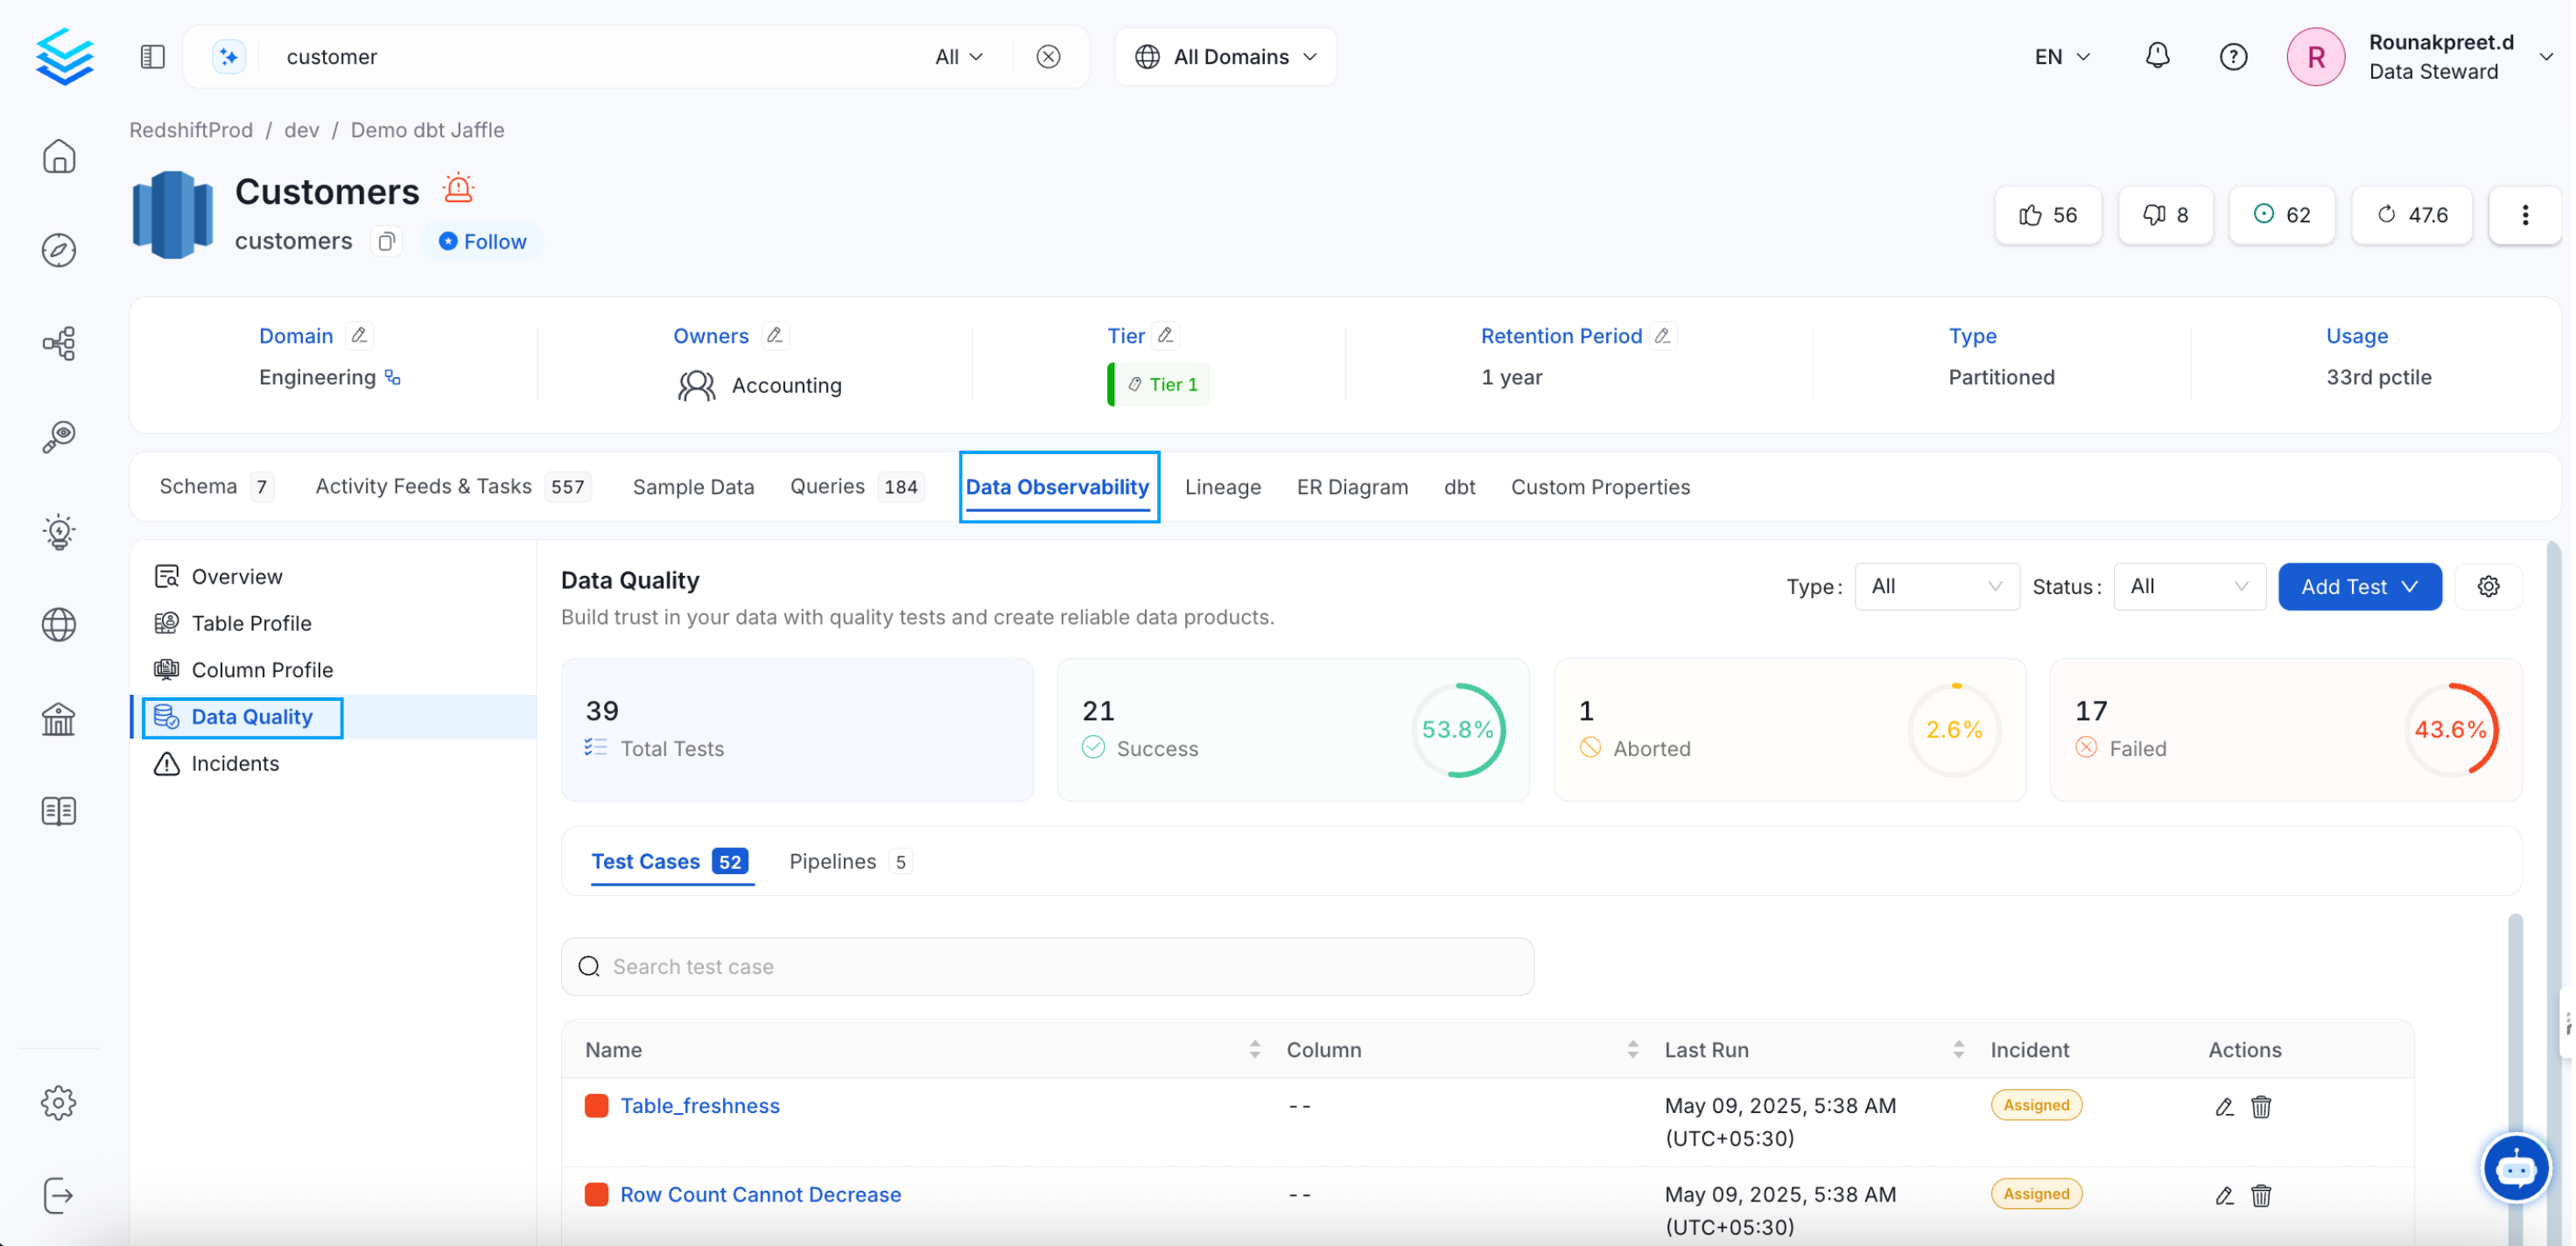 customer
All
All Domains
EN
R
Rounakpreet.d
Data Steward
RedshiftProd / dev / Demo dbt Jaffle
Customers
customers
Follow
56
8
62
47.6
Domain
Engineering
Owners
Accounting
Tier
Tier 1
Retention Period
1 year
Type
Partitioned
Usage
33rd pctile
Schema 7
Activity Feeds & Tasks 557
Sample Data
Queries 184
Data Observability
Lineage
ER Diagram
dbt
Custom Properties
Overview
Table Profile
Column Profile
Data Quality
Incidents
Data Quality
Build trust in your data with quality tests and create reliable data products.
Type: All
Status: All
Add Test
39
Total Tests
21
Success
53.8%
1
Aborted
2.6%
17
Failed
43.6%
Test Cases 52
Pipelines 5
Search test case
Name Column Last Run Incident Actions
Table_freshness -- May 09, 2025, 5:38 AM Assigned
(UTC+05:30)
Row Count Cannot Decrease -- May 09, 2025, 5:38 AM Assigned
(UTC+05:30)